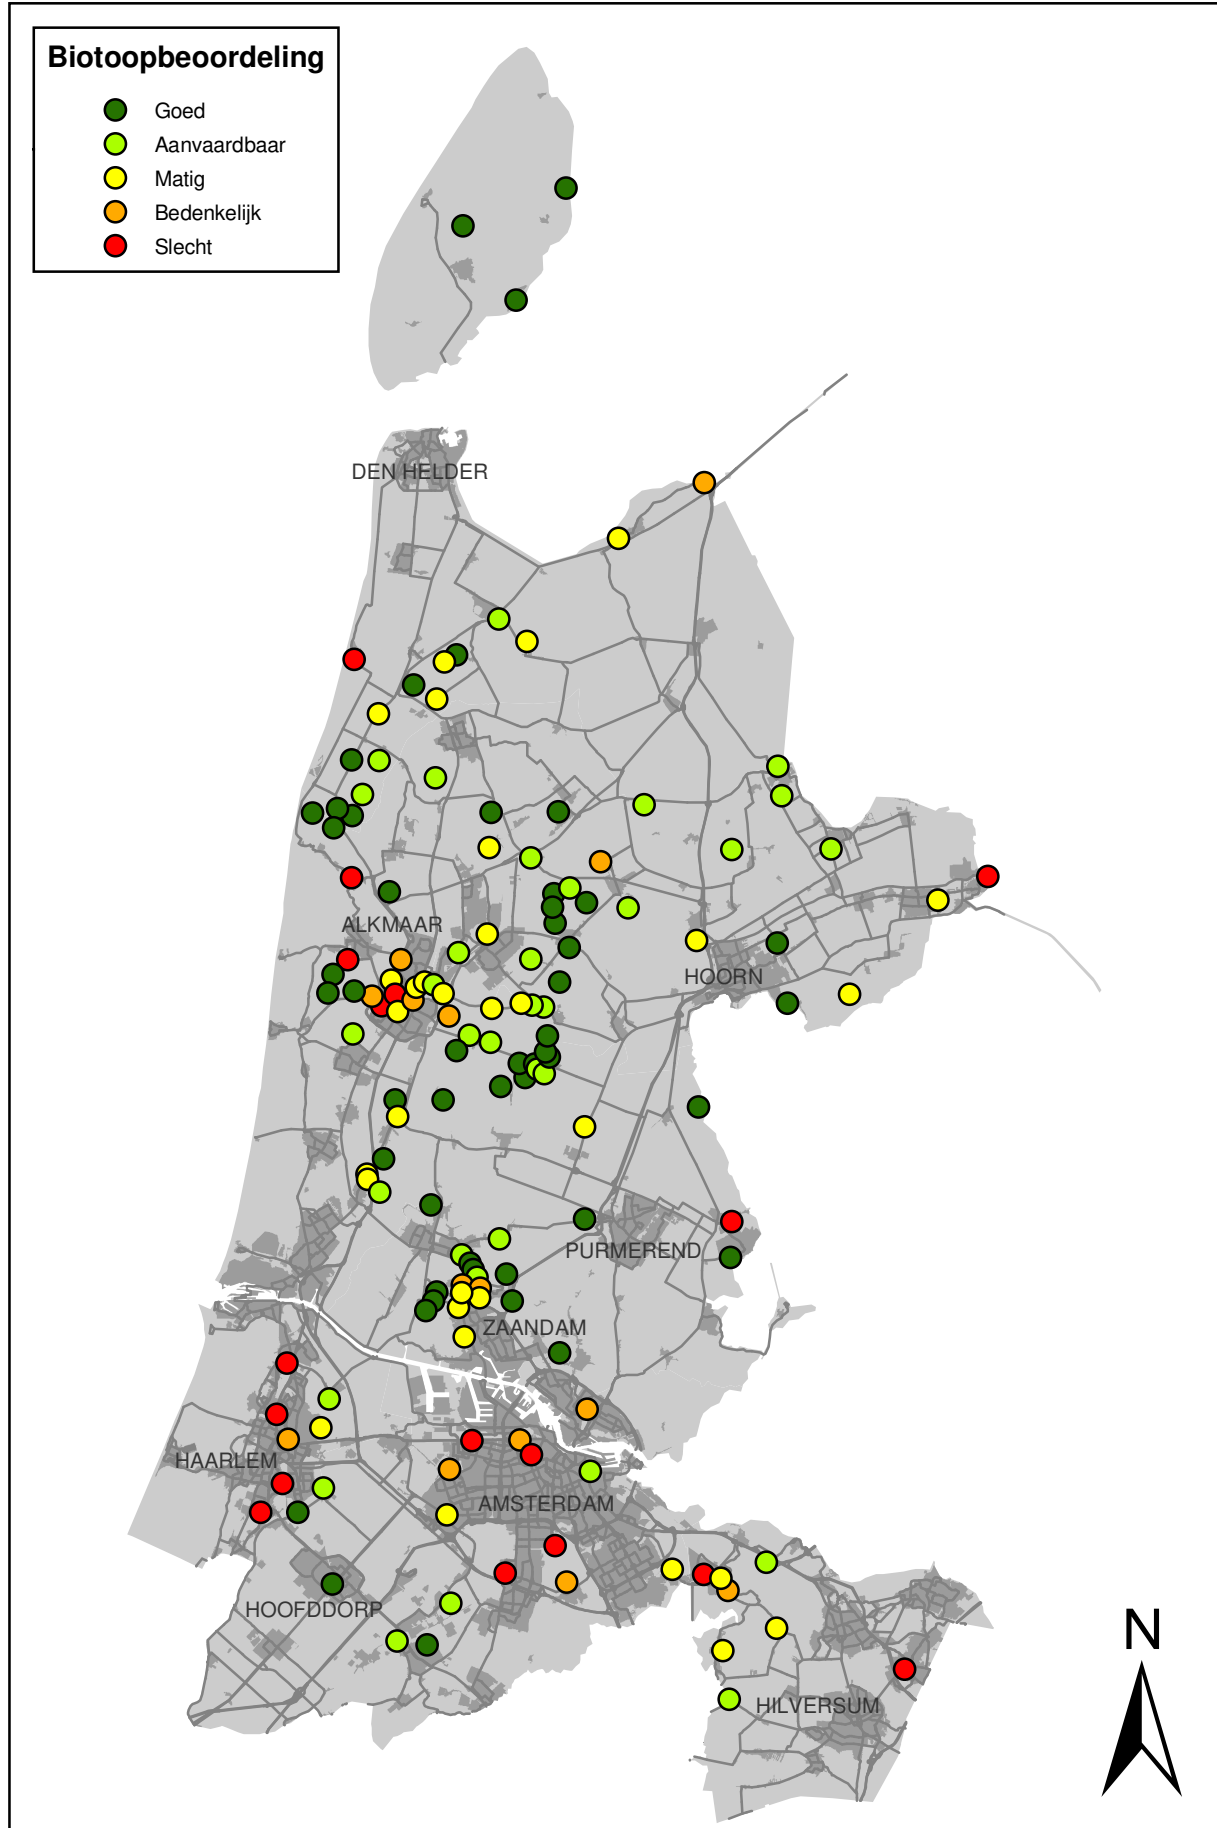 Biotoopbeoordeling
Goed
Aanvaardbaar
Matig
Bedenkelijk
Slecht
DEN HELDER
ALKMAAR
HOORN
PURMEREND
ZAANDAM
HAARLEM
AMSTERDAM
HOOFDDORP
N
HILVERSUM